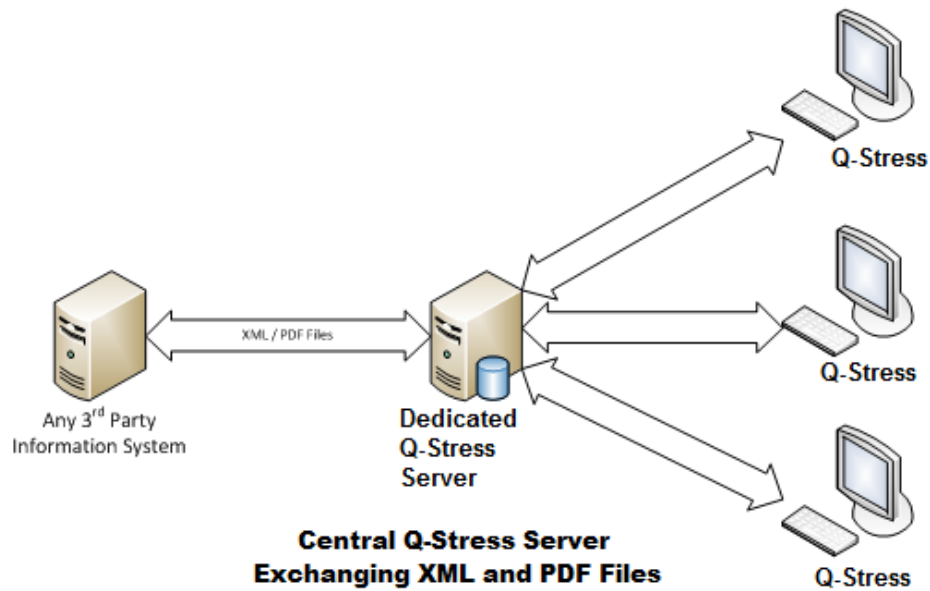 Q-Stress
XML / PDF Files
Q-Stress
Any 3rd Party
Information System
Dedicated
Q-Stress
Server
Central Q-Stress Server
Exchanging XML and PDF Files
Q-Stress